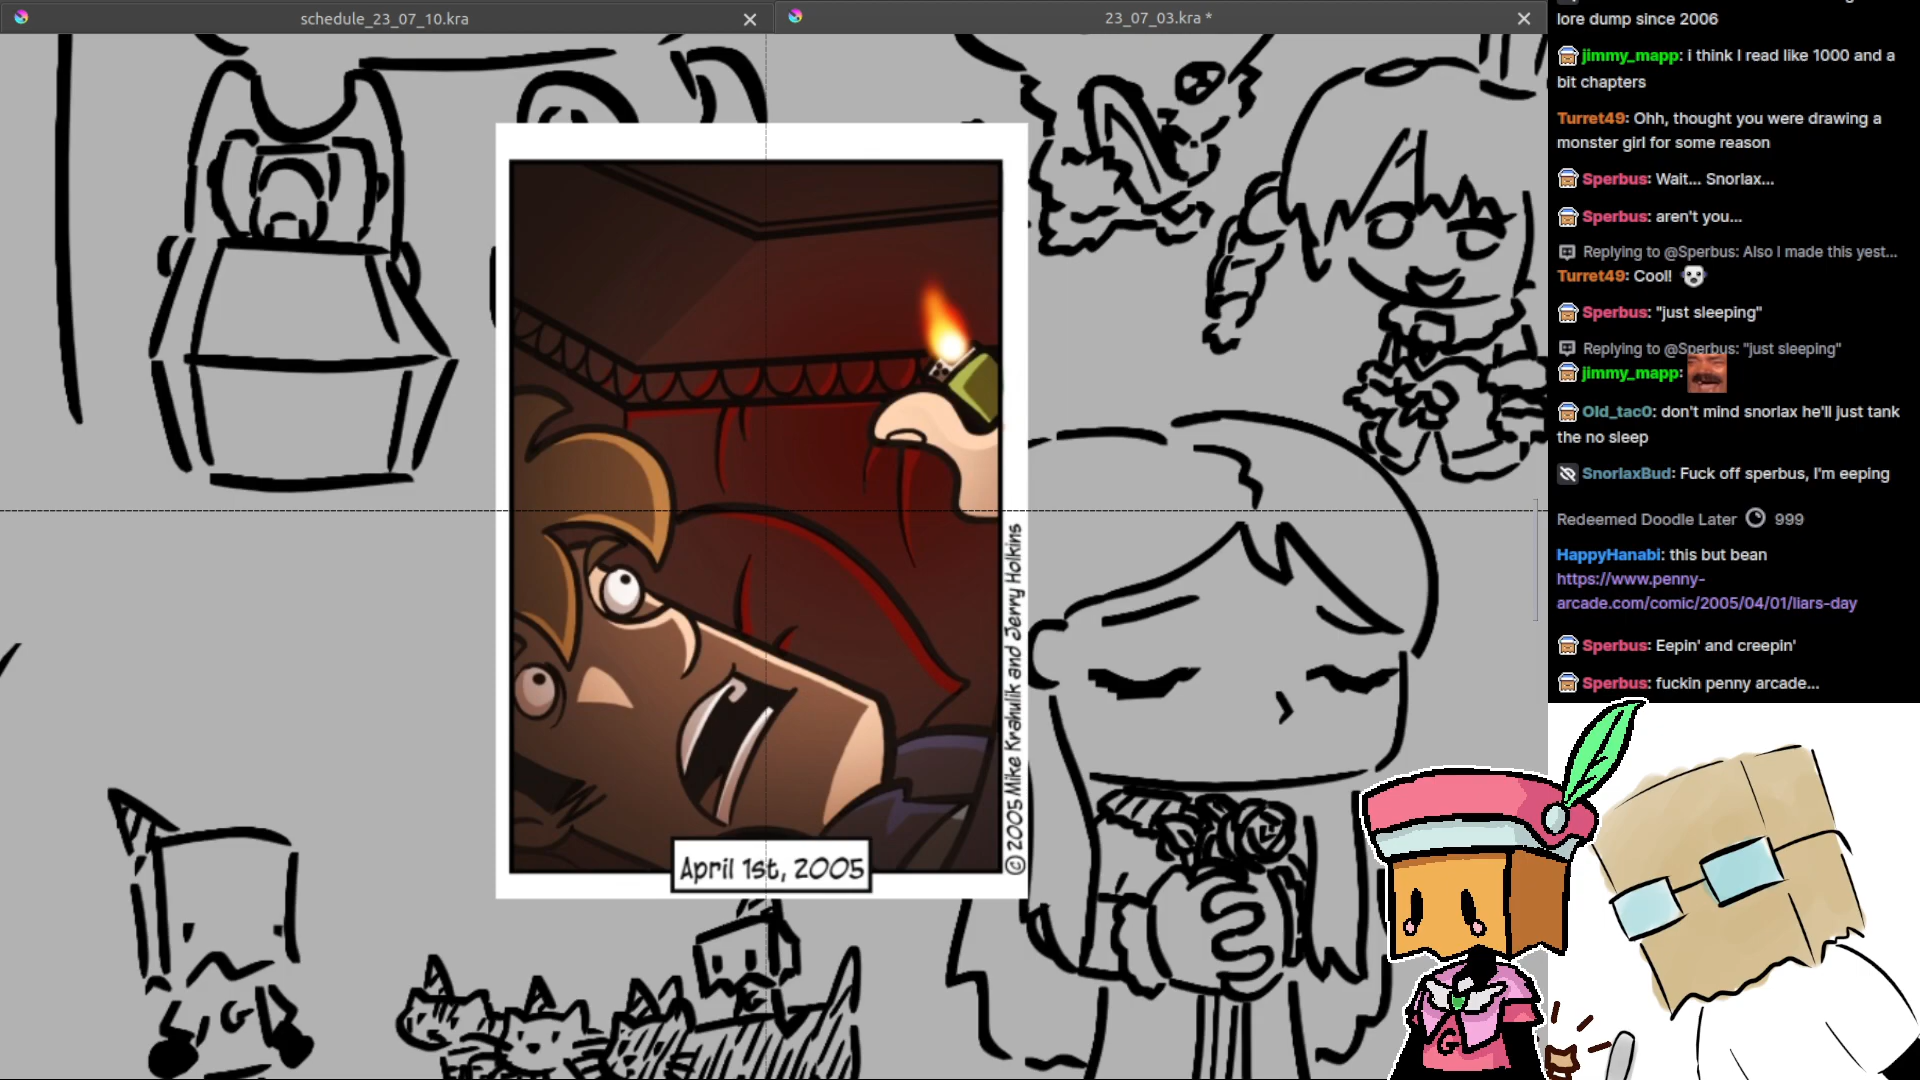 schedule_23_07_10.kra
23_07_03.kra *
lore dump since 2006
jimmy_mapp: i think I read like 1000 and a
bit chapters
Turret49: Ohh, thought you were drawing a
monster girl for some reason
Sperbus: Wait... Snorlax...
Sperbus: aren't you...
Replying to @Sperbus: Also I made this yest...
Turret49: Cool!
Sperbus: "just sleeping"
Replying to @Sperbus: "just sleeping"
jimmy_mapp:
Old_tac0: don't mind snorlax he'll just tank
the no sleep
SnorlaxBud: Fuck off sperbus, I'm eeping
Redeemed Doodle Later 999
HappyHanabi: this but bean
https://www.penny-
arcade.com/comic/2005/04/01/liars-day
Sperbus: Eepin' and creepin'
Sperbus: fuckin penny arcade...
© 2005 Mike Krahulik and Jerry Holkins
April 1st, 2005
G
G
G